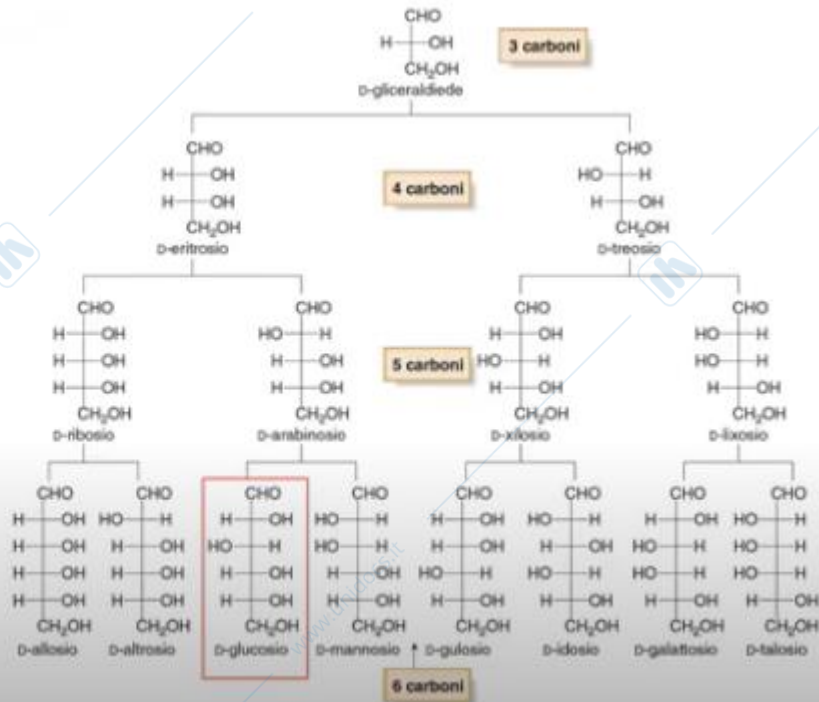 CHO
H OH
CH₂OH
D-gliceraldiede
3 carboni
CHO CHO
H OH HO H
H OH H OH
CH₂OH CH₂OH
D-eritrosio D-treosio
4 carboni
CHO CHO CHO CHO
H OH HO H H OH HO H
H OH H OH HO H HO H
H OH H OH H OH H OH
CH₂OH CH₂OH CH₂OH CH₂OH
D-ribosio D-arabinosio D-xilosio D-lixosio
5 carboni
CHO CHO CHO CHO CHO CHO CHO CHO
H OH HO H H OH HO H H OH HO H H OH HO H
H OH H OH HO H HO H H OH H OH HO H HO H
H OH H OH H OH H OH HO H HO H HO H HO H
H OH H OH H OH H OH H OH H OH H OH H OH
CH₂OH CH₂OH CH₂OH CH₂OH CH₂OH CH₂OH CH₂OH CH₂OH
D-allosio D-altrosio D-glucosio D-mannosio D-gulosio D-idosio D-galattosio D-talosio
6 carboni